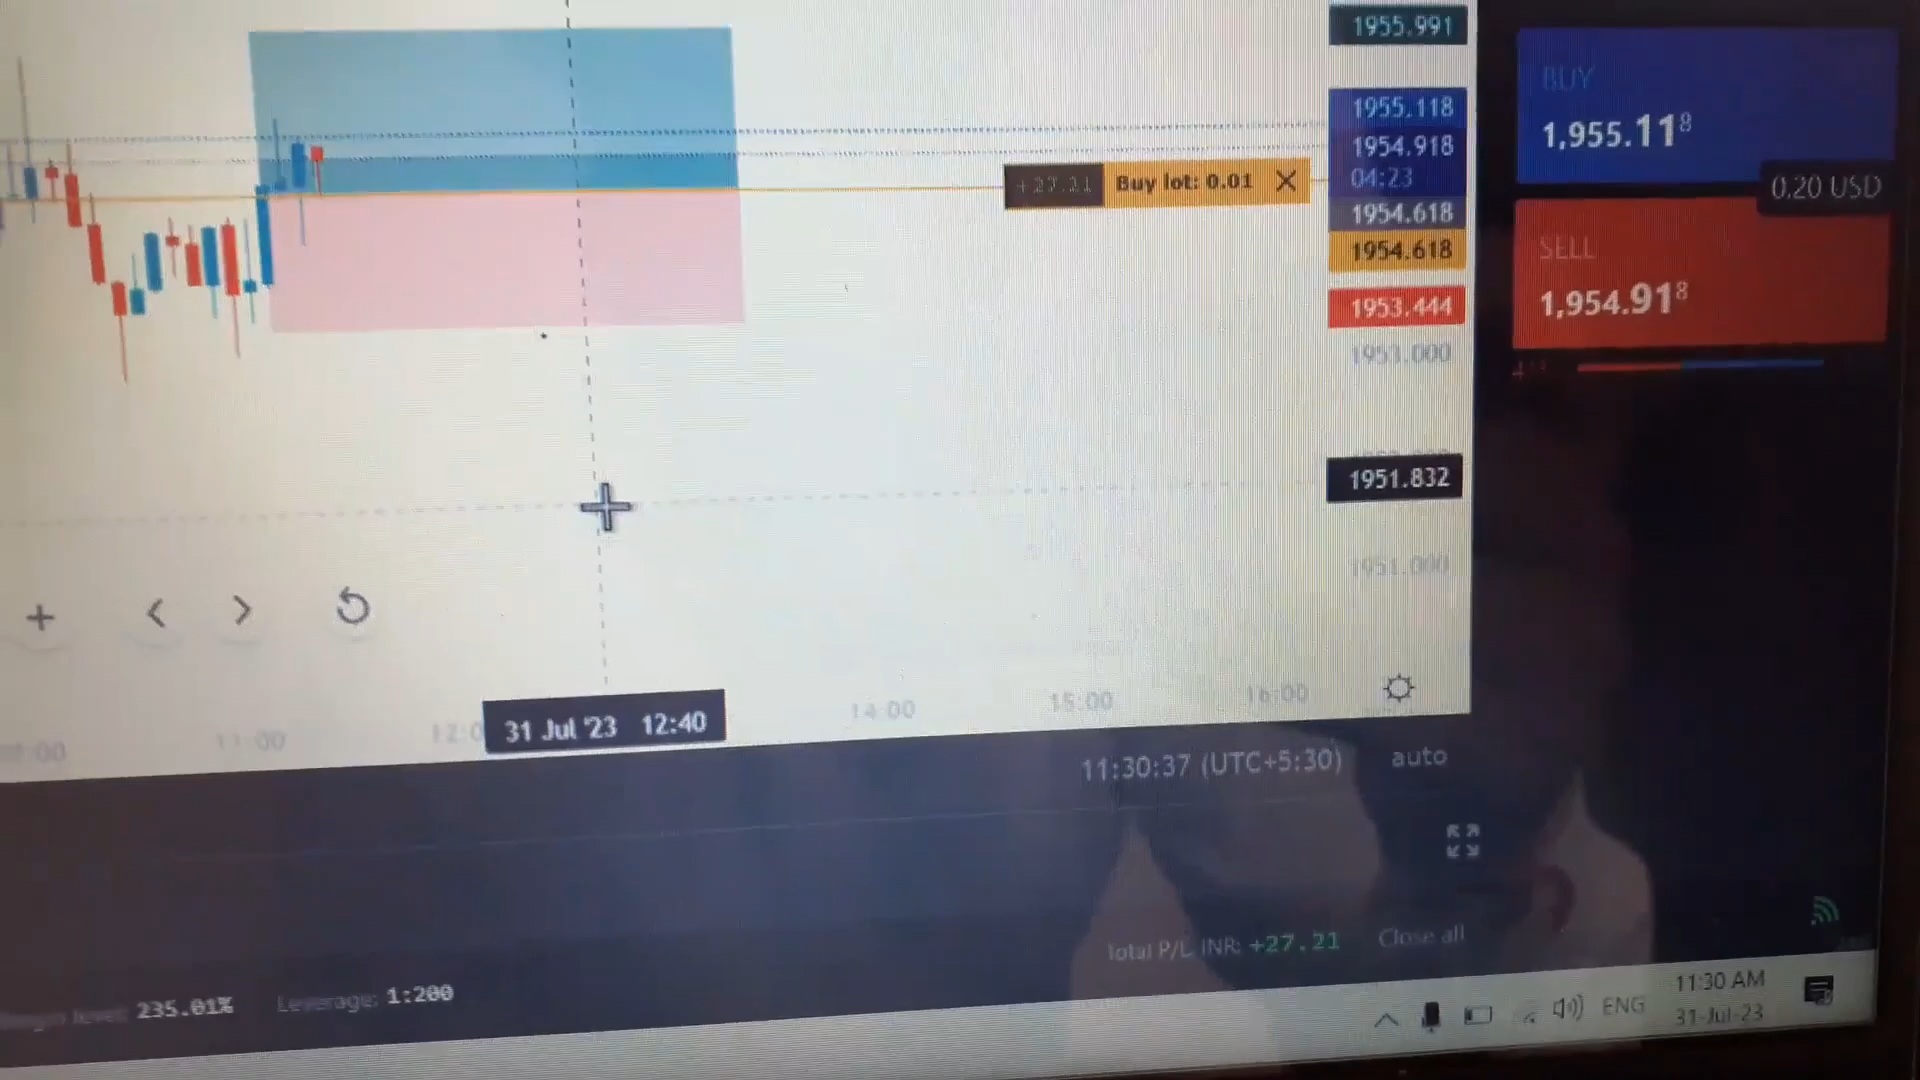 1955.991
BUY
1,955.118
1955.118
1954.918
04:23
+27.21 Buy lot: 0.01
0.20 USD
1954.618
1954.618
SELL
1,954.918
1953.444
1953.000
1951.832
1951.000
11:00
31 Jul '23 12:40
14:00
15:00
16:00
11:30:37 (UTC+5:30)
auto
Total P/L, INR: +27.21
Close all
level: 235.01%
Leverage: 1:200
ENG
11:30 AM
31-Jul-23